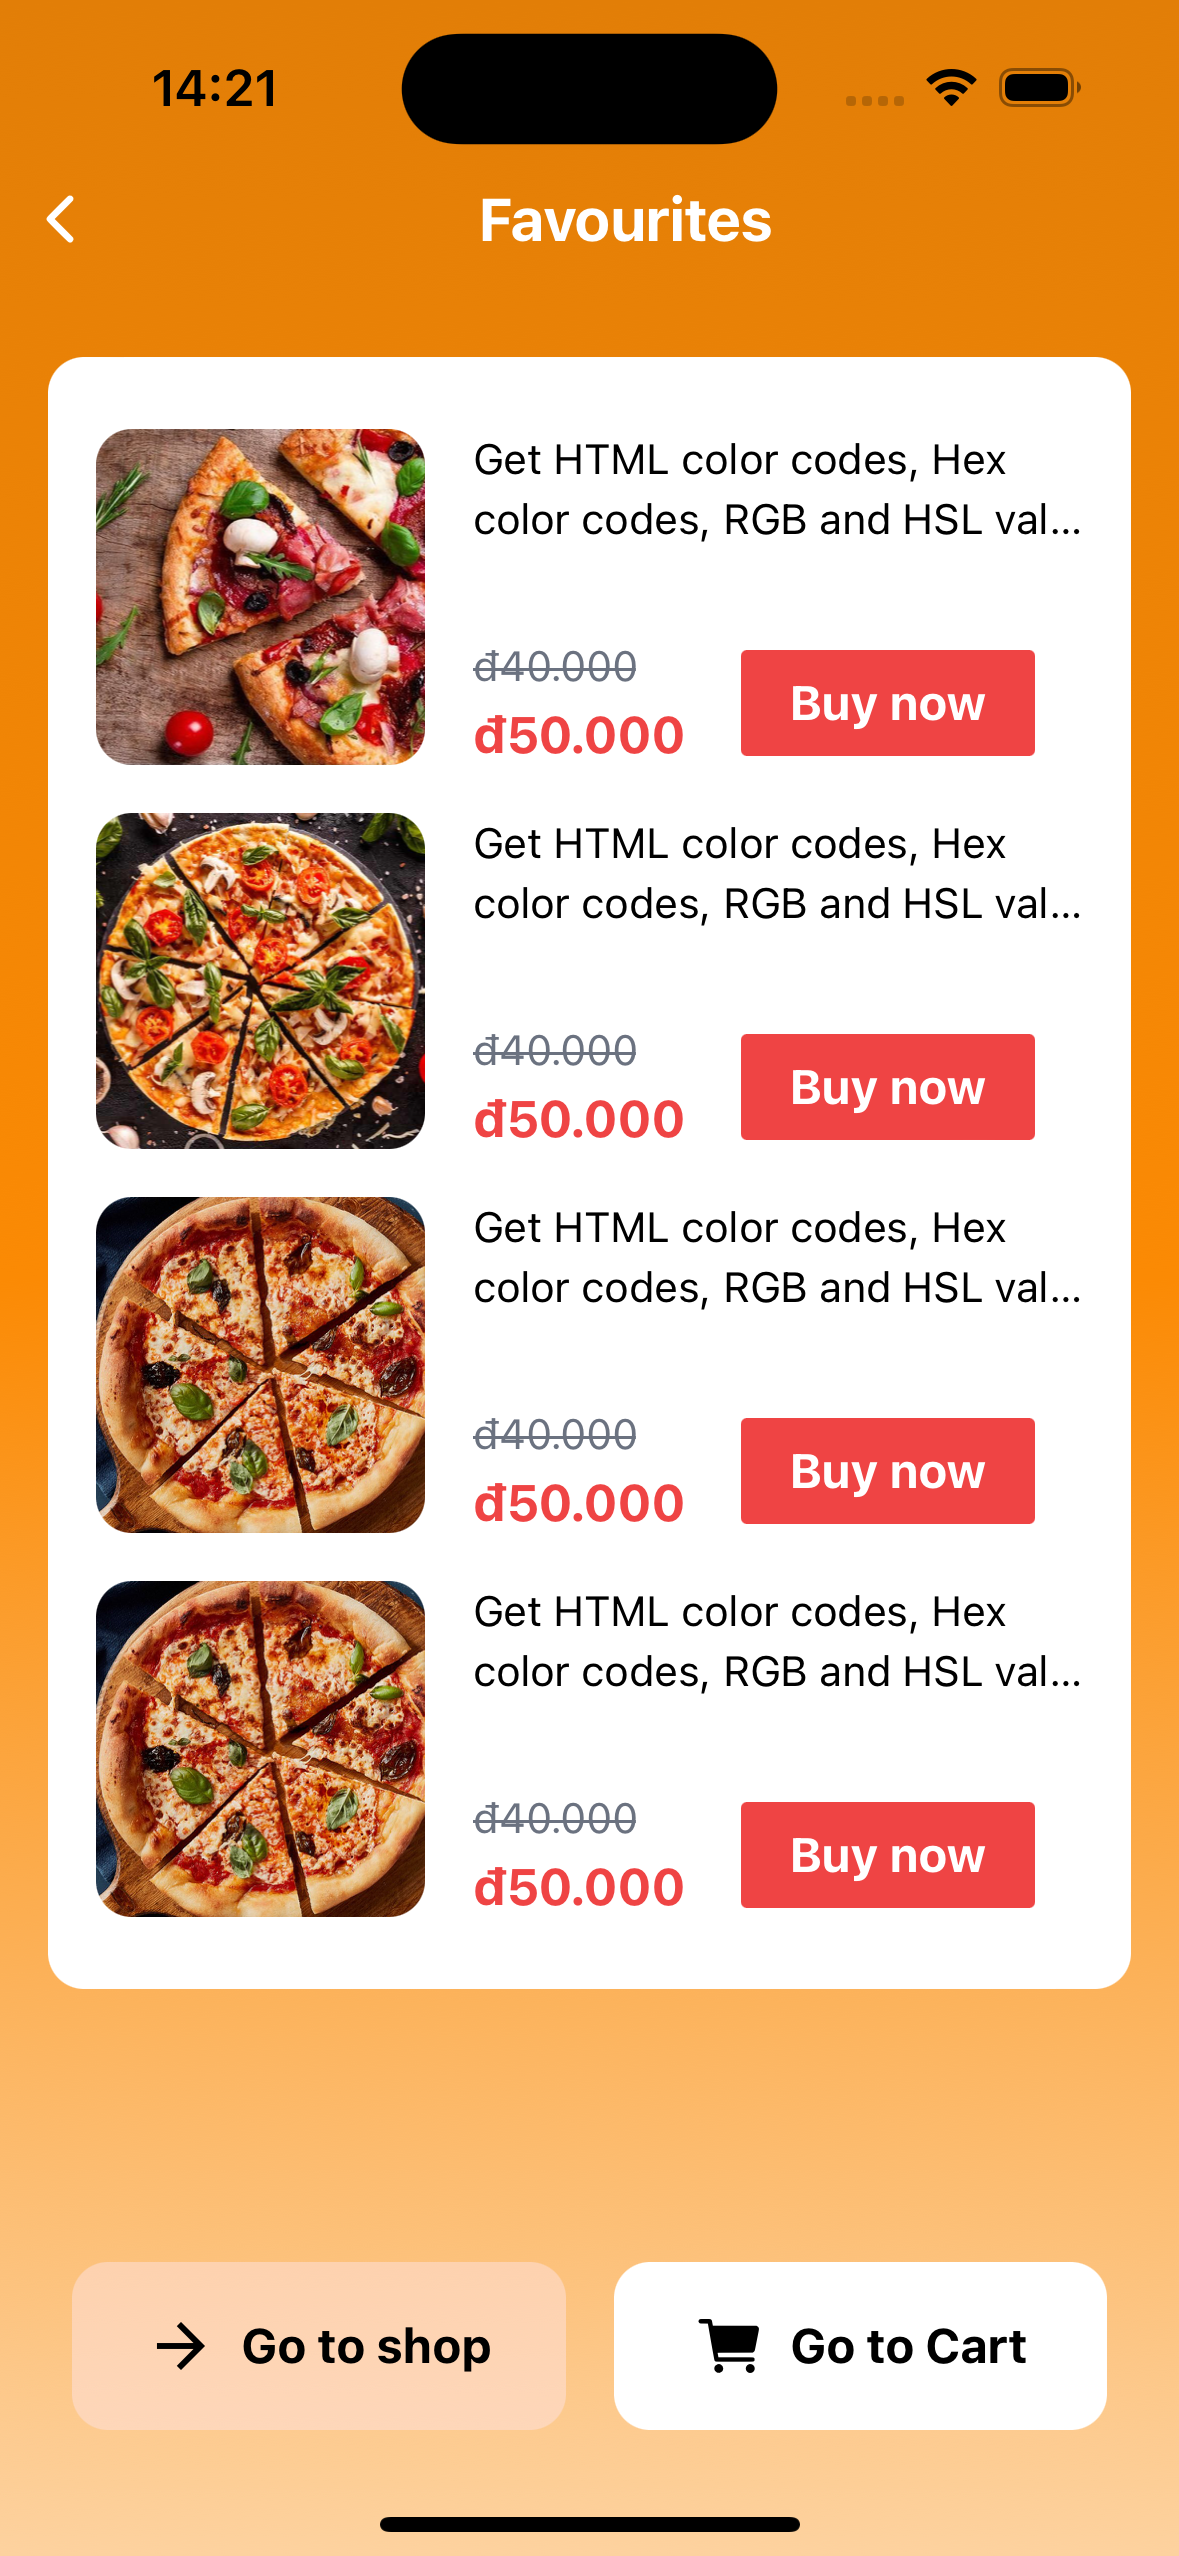 14:21
Favourites
Get HTML color codes, Hex
color codes, RGB and HSL val...
đ40.000
đ50.000
Buy now
Get HTML color codes, Hex
color codes, RGB and HSL val...
đ40.000
đ50.000
Buy now
Get HTML color codes, Hex
color codes, RGB and HSL val...
đ40.000
đ50.000
Buy now
Get HTML color codes, Hex
color codes, RGB and HSL val...
đ40.000
đ50.000
Buy now
Go to shop
Go to Cart